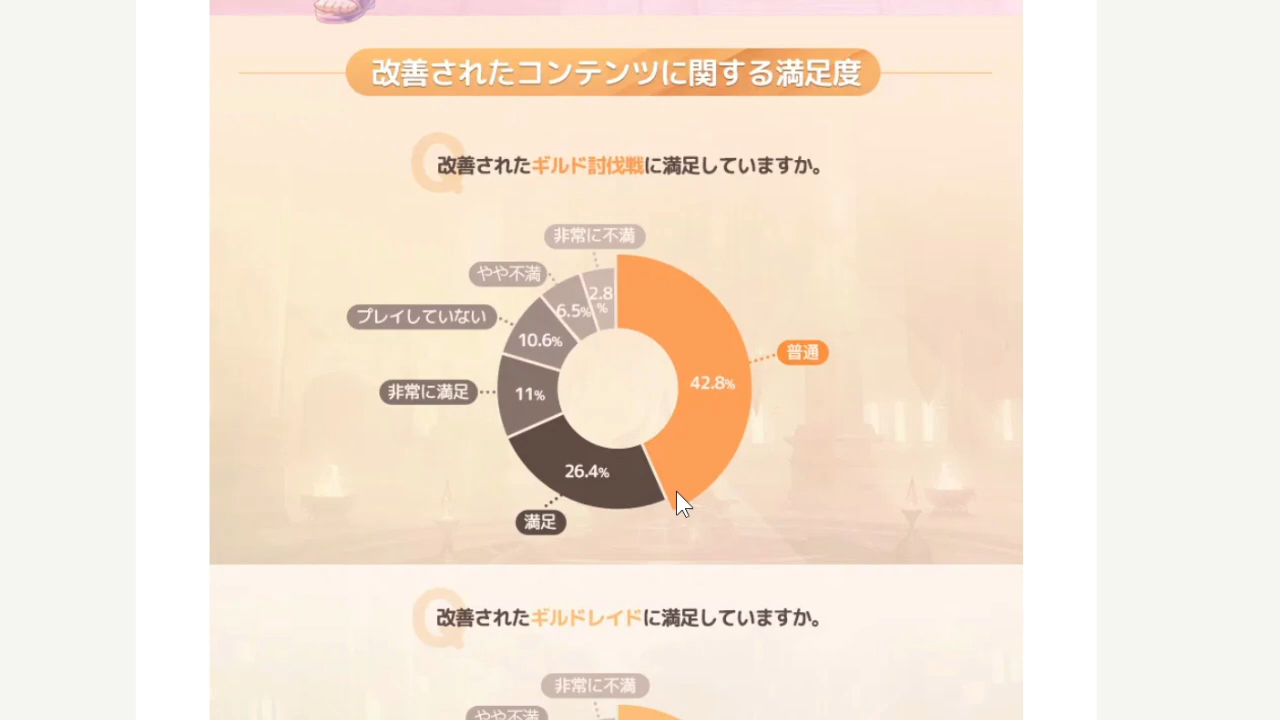 改善されたコンテンツに関する満足度
Q
改善されたギルド討伐戦に満足していますか。
非常に不満
やや不満
2.8
%
6.5%
プレイしていない
10.6%
普通
42.8%
非常に満足
11%
26.4%
満足
Q
改善されたギルドレイドに満足していますか。
非常に不満
やや不満